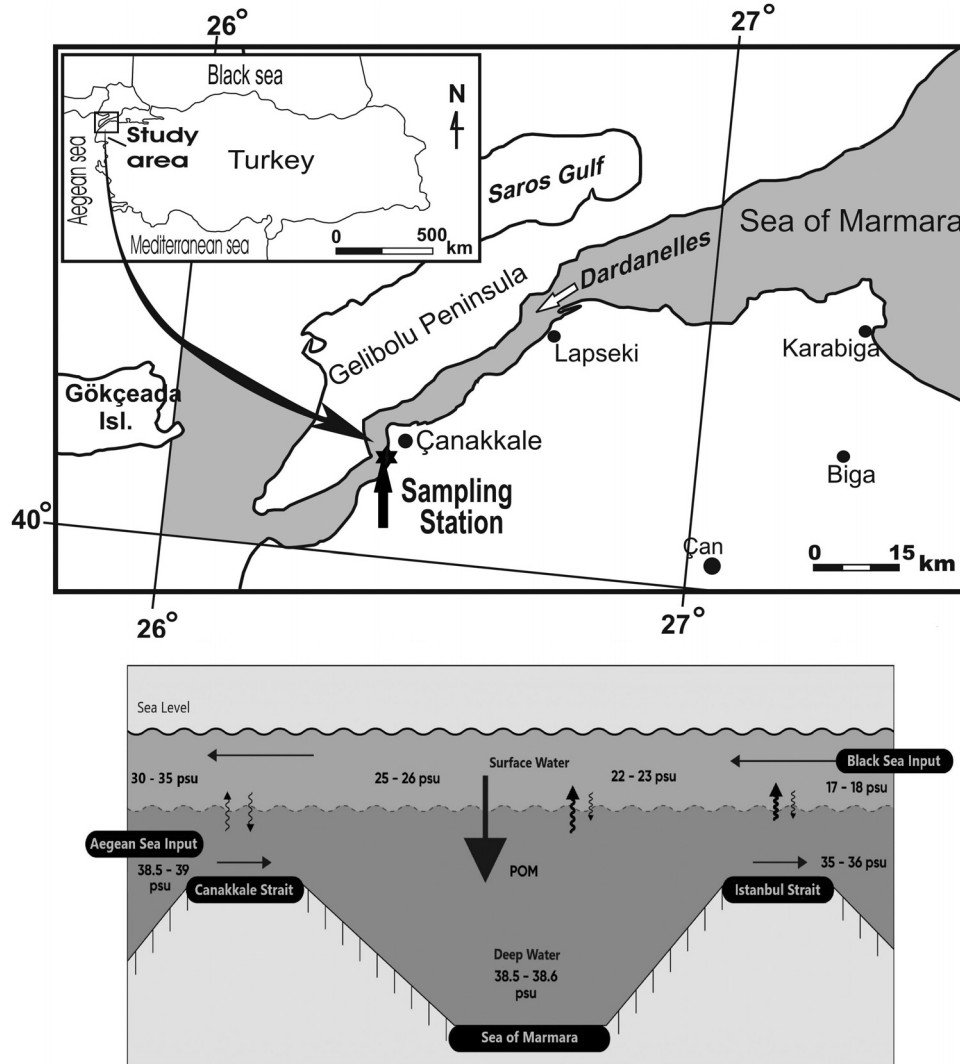 26°
27°
Black sea
N
Study
area
Turkey
Aegean sea
Mediterranean sea
0 500
km
Saros Gulf
Sea of Marmara
Dardanelles
Gelibolu Peninsula
Lapseki
Karabiga
Gökçeada
Isl.
Çanakkale
Sampling
Station
Biga
40°
Çan
0 15
km
26°
27°
Sea Level
Surface Water
Black Sea Input
30 - 35 psu
25 - 26 psu
22 - 23 psu
17 - 18 psu
Aegean Sea Input
38.5 - 39
psu
POM
35 - 36 psu
Canakkale Strait
Istanbul Strait
Deep Water
38.5 - 38.6
psu
Sea of Marmara